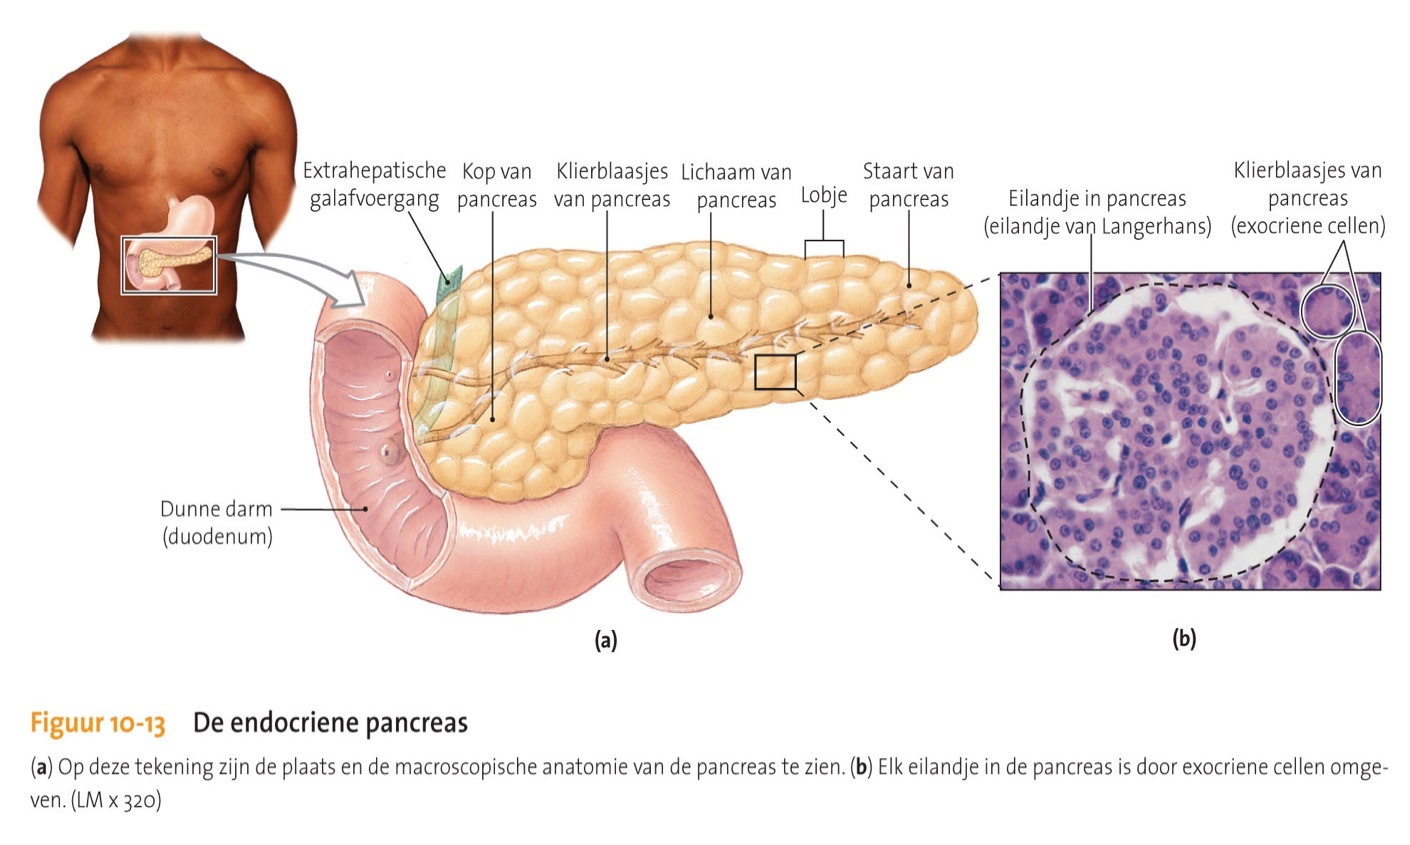 Extrahepatische
galafvoergang
Kop van
pancreas
Klierblaasjes
van pancreas
Lichaam van
pancreas
Lobje
Staart van
pancreas
Eilandje in pancreas
(eilandje van Langerhans)
Klierblaasjes van
pancreas
(exocriene cellen)
Dunne darm
(duodenum)
(a)
(b)
Figuur 10-13 De endocriene pancreas
(a) Op deze tekening zijn de plaats en de macroscopische anatomie van de pancreas te zien. (b) Elk eilandje in de pancreas is door exocriene cellen omge-
ven. (LM x 320)